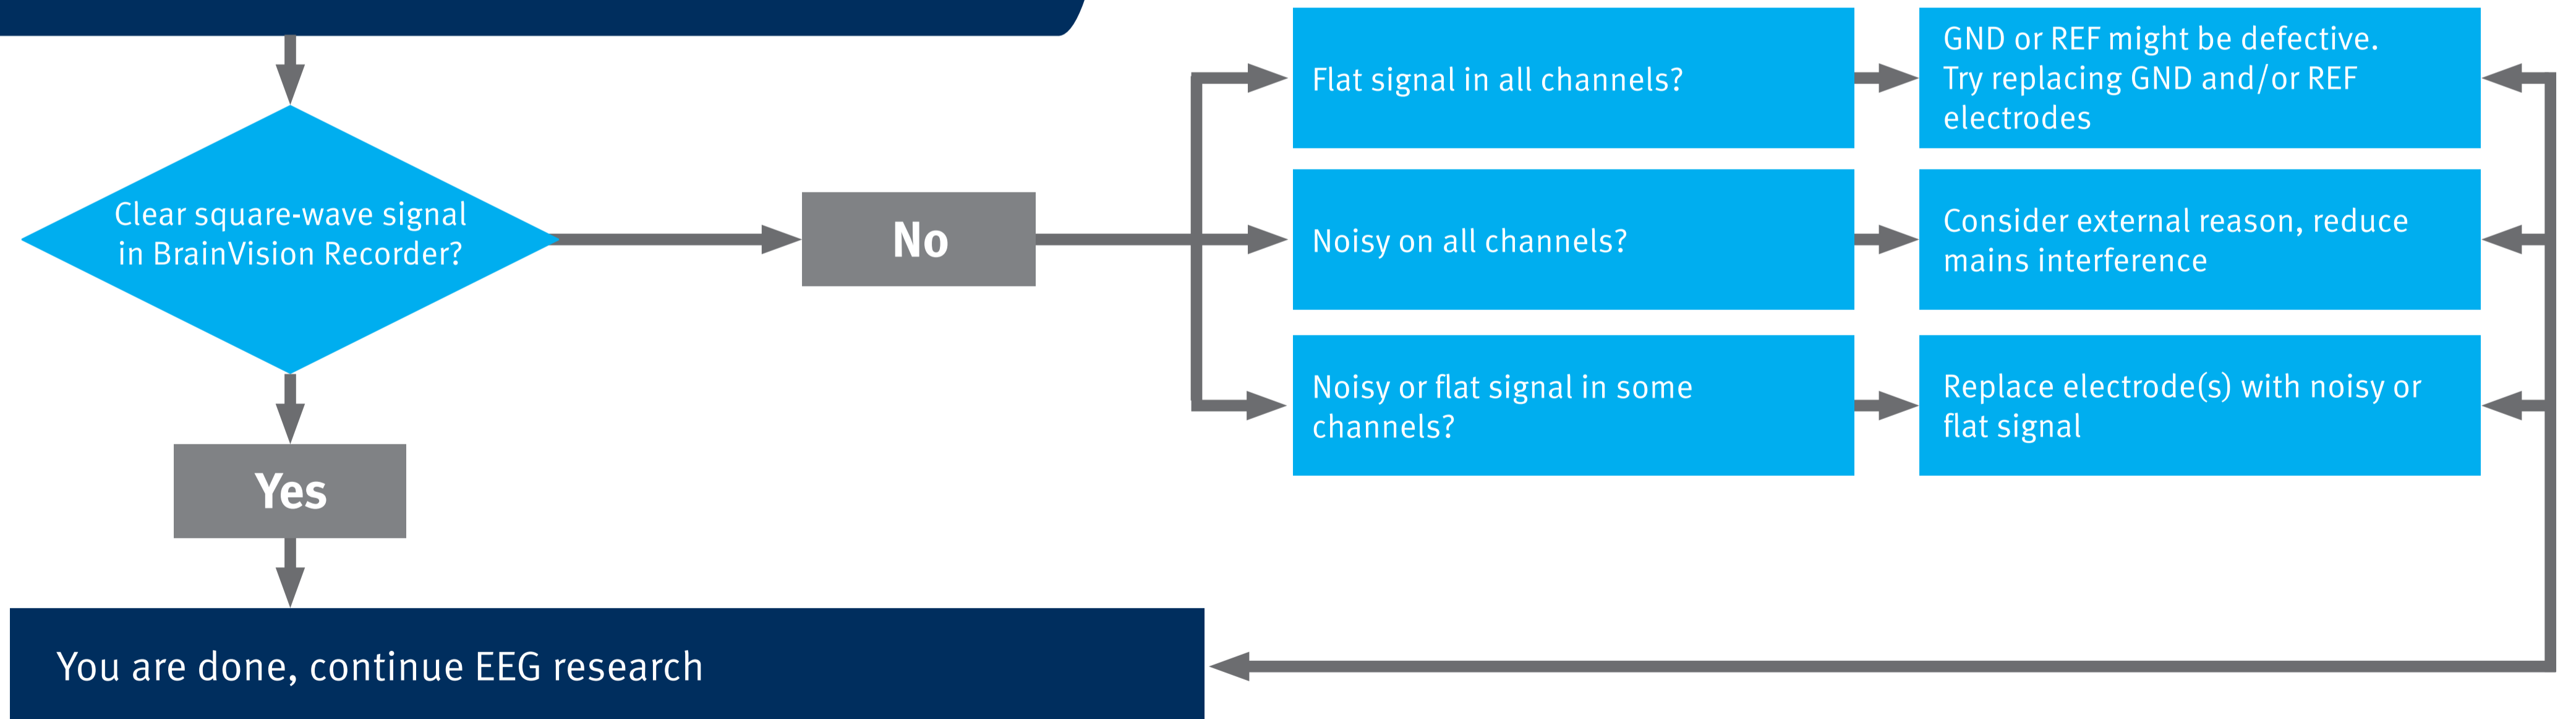 Clear square-wave signal
in BrainVision Recorder?
No
Flat signal in all channels?
GND or REF might be defective.
Try replacing GND and/or REF
electrodes
Noisy on all channels?
Consider external reason, reduce
mains interference
Noisy or flat signal in some
channels?
Replace electrode(s) with noisy or
flat signal
Yes
You are done, continue EEG research